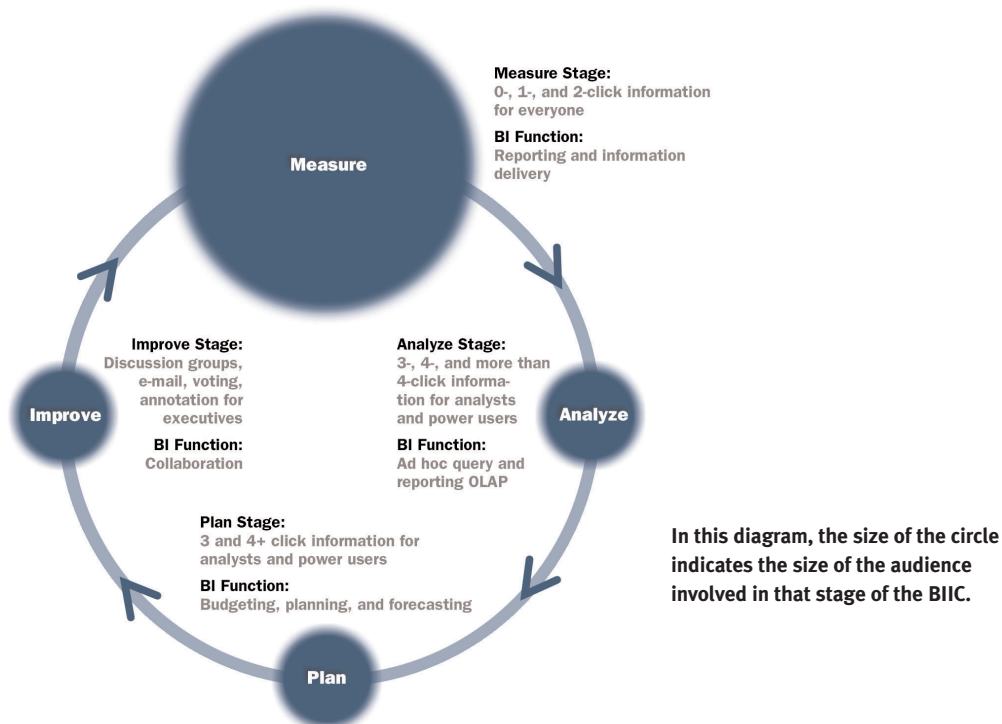 Measure
Measure Stage:
0-, 1-, and 2-click information
for everyone
BI Function:
Reporting and information
delivery
Improve Stage:
Discussion groups,
e-mail, voting,
annotation for
executives
BI Function:
Collaboration
Analyze Stage:
3-, 4-, and more than
4-click informa-
tion for analysts
and power users
BI Function:
Ad hoc query and
reporting OLAP
Improve
Analyze
Plan Stage:
3 and 4+ click information for
analysts and power users
BI Function:
Budgeting, planning, and forecasting
Plan
In this diagram, the size of the circle
indicates the size of the audience
involved in that stage of the BIIC.